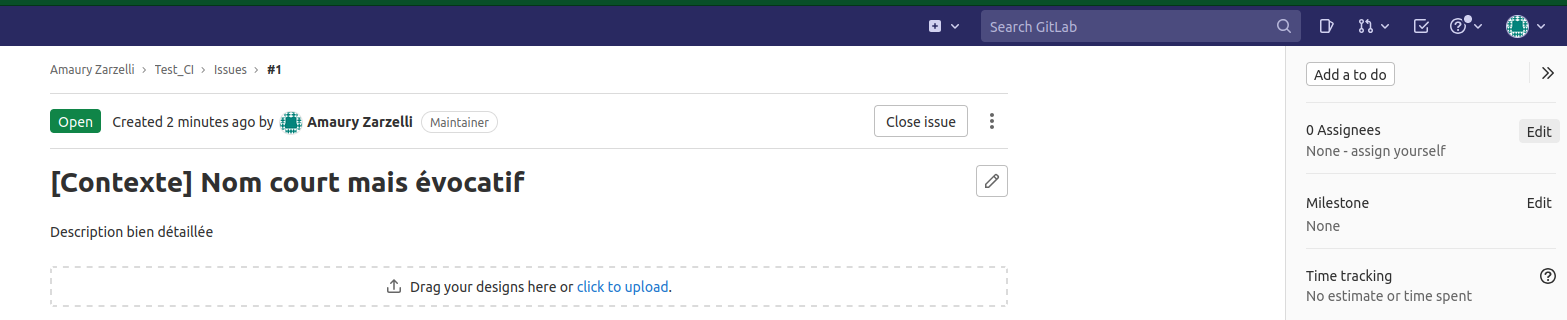 Search GitLab
Amaury Zarzelli › Test_CI › Issues › #1
Add a to do
Open Created 2 minutes ago by Amaury Zarzelli Maintainer Close issue
0 Assignees Edit
None - assign yourself
[Contexte] Nom court mais évocatif
Milestone Edit
None
Description bien détaillée
Time tracking
No estimate or time spent
Drag your designs here or click to upload.